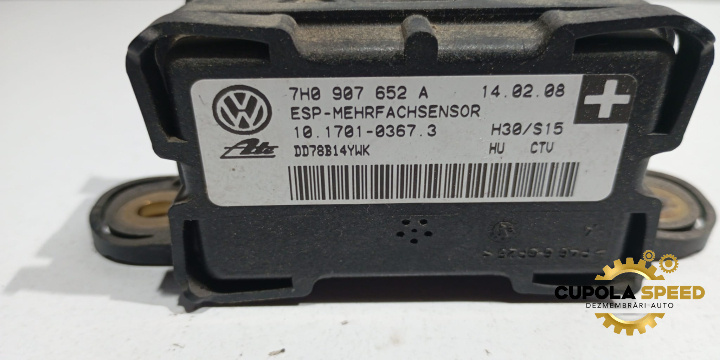 7H0 907 652 A 14.02.08
ESP-MEHRFACHSENSOR
10.1701-0367.3 H30/S15
DD78B14YWK HU CTV
Ate
CUPOLA SPEED
DEZMEMBRĂRI AUTO